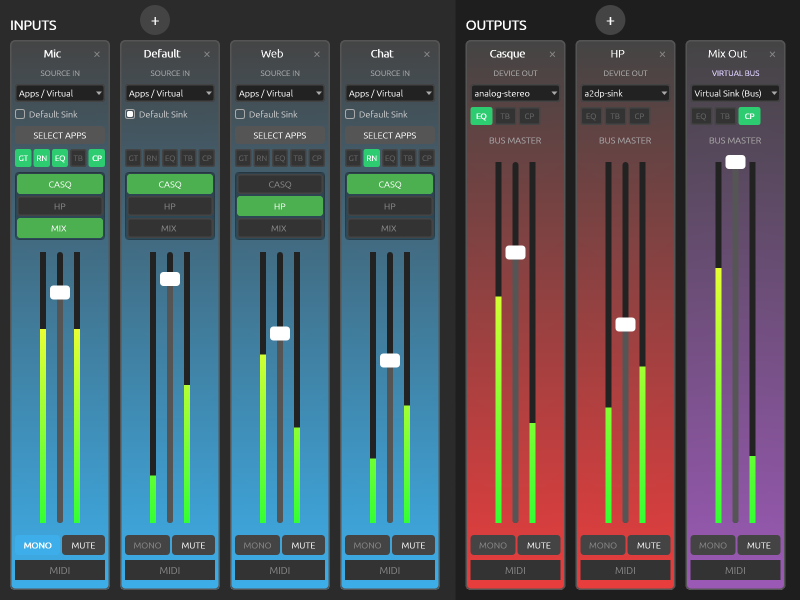 INPUTS
+
Mic ×
SOURCE IN
Apps / Virtual
Default Sink
SELECT APPS
GT RN EQ TB CP
CASQ
HP
MIX
MONO MUTE
MIDI
Default ×
SOURCE IN
Apps / Virtual
Default Sink
GT RN EQ TB CP
CASQ
HP
MIX
MONO MUTE
MIDI
Web ×
SOURCE IN
Apps / Virtual
Default Sink
SELECT APPS
GT RN EQ TB CP
CASQ
HP
MIX
MONO MUTE
MIDI
Chat ×
SOURCE IN
Apps / Virtual
Default Sink
SELECT APPS
GT RN EQ TB CP
CASQ
HP
MIX
MONO MUTE
MIDI
OUTPUTS
+
Casque ×
DEVICE OUT
analog-stereo
EQ TB CP
BUS MASTER
MONO MUTE
MIDI
HP ×
DEVICE OUT
a2dp-sink
EQ TB CP
BUS MASTER
MONO MUTE
MIDI
Mix Out ×
VIRTUAL BUS
Virtual Sink (Bus)
EQ TB CP
BUS MASTER
MONO MUTE
MIDI